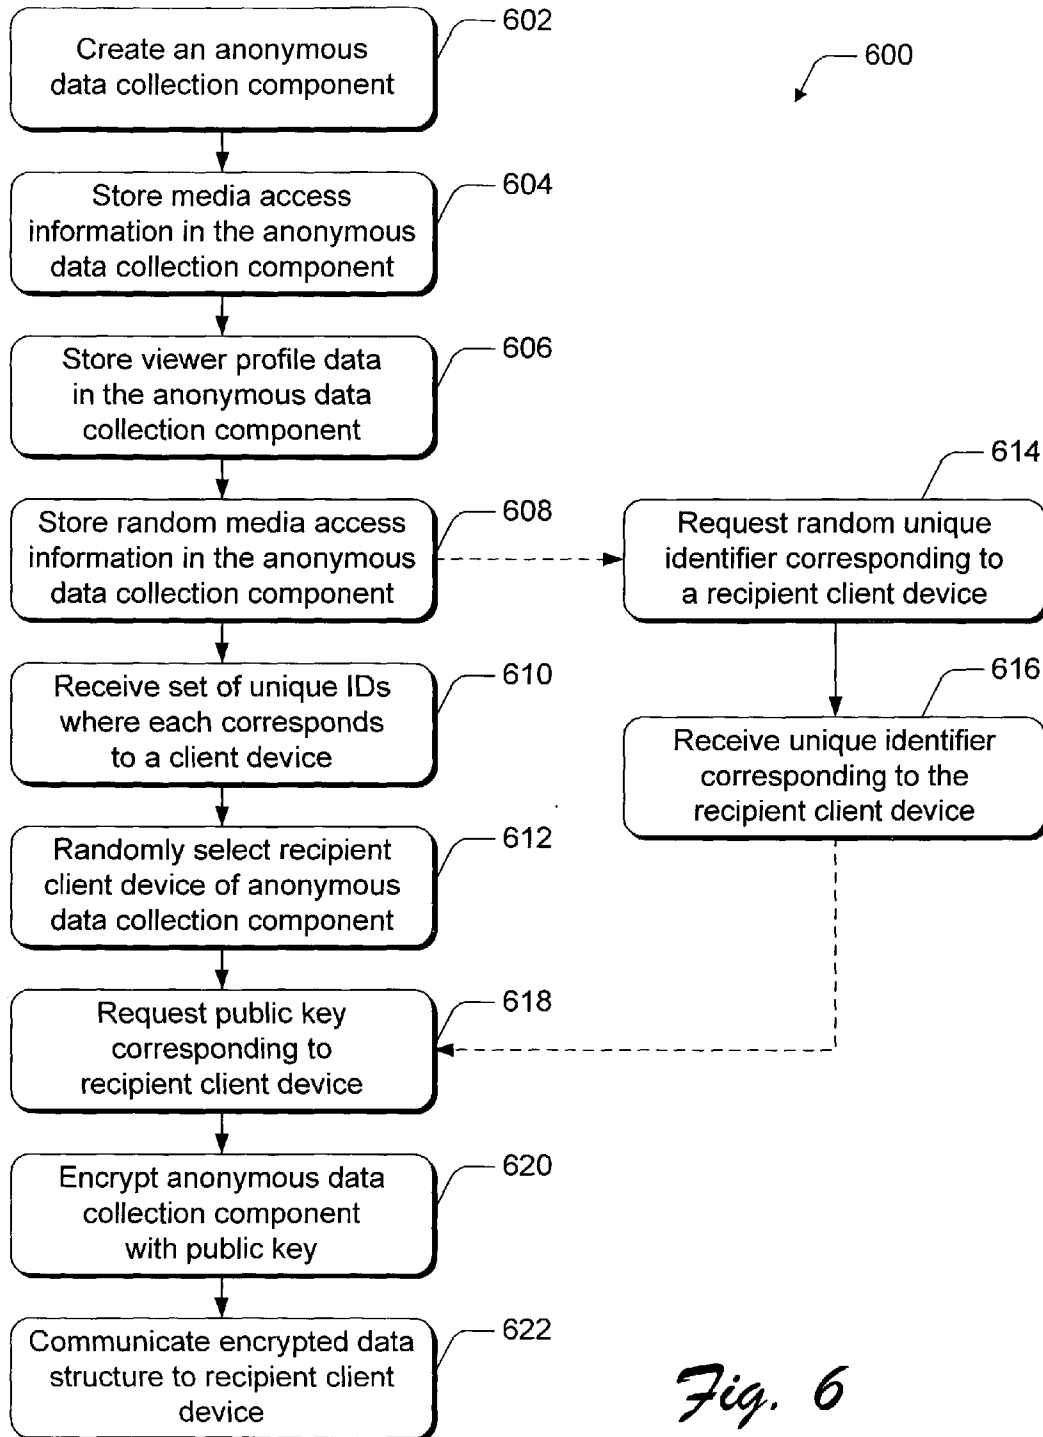 Create an anonymous
data collection component
602
600
Store media access
information in the anonymous
data collection component
604
Store viewer profile data
in the anonymous data
collection component
606
Store random media access
information in the anonymous
data collection component
608
Receive set of unique IDs
where each corresponds
to a client device
610
Randomly select recipient
client device of anonymous
data collection component
612
Request random unique
identifier corresponding to
a recipient client device
614
Receive unique identifier
corresponding to the
recipient client device
616
Request public key
corresponding to
recipient client device
618
Encrypt anonymous data
collection component
with public key
620
Communicate encrypted data
structure to recipient client
device
622
Fig. 6